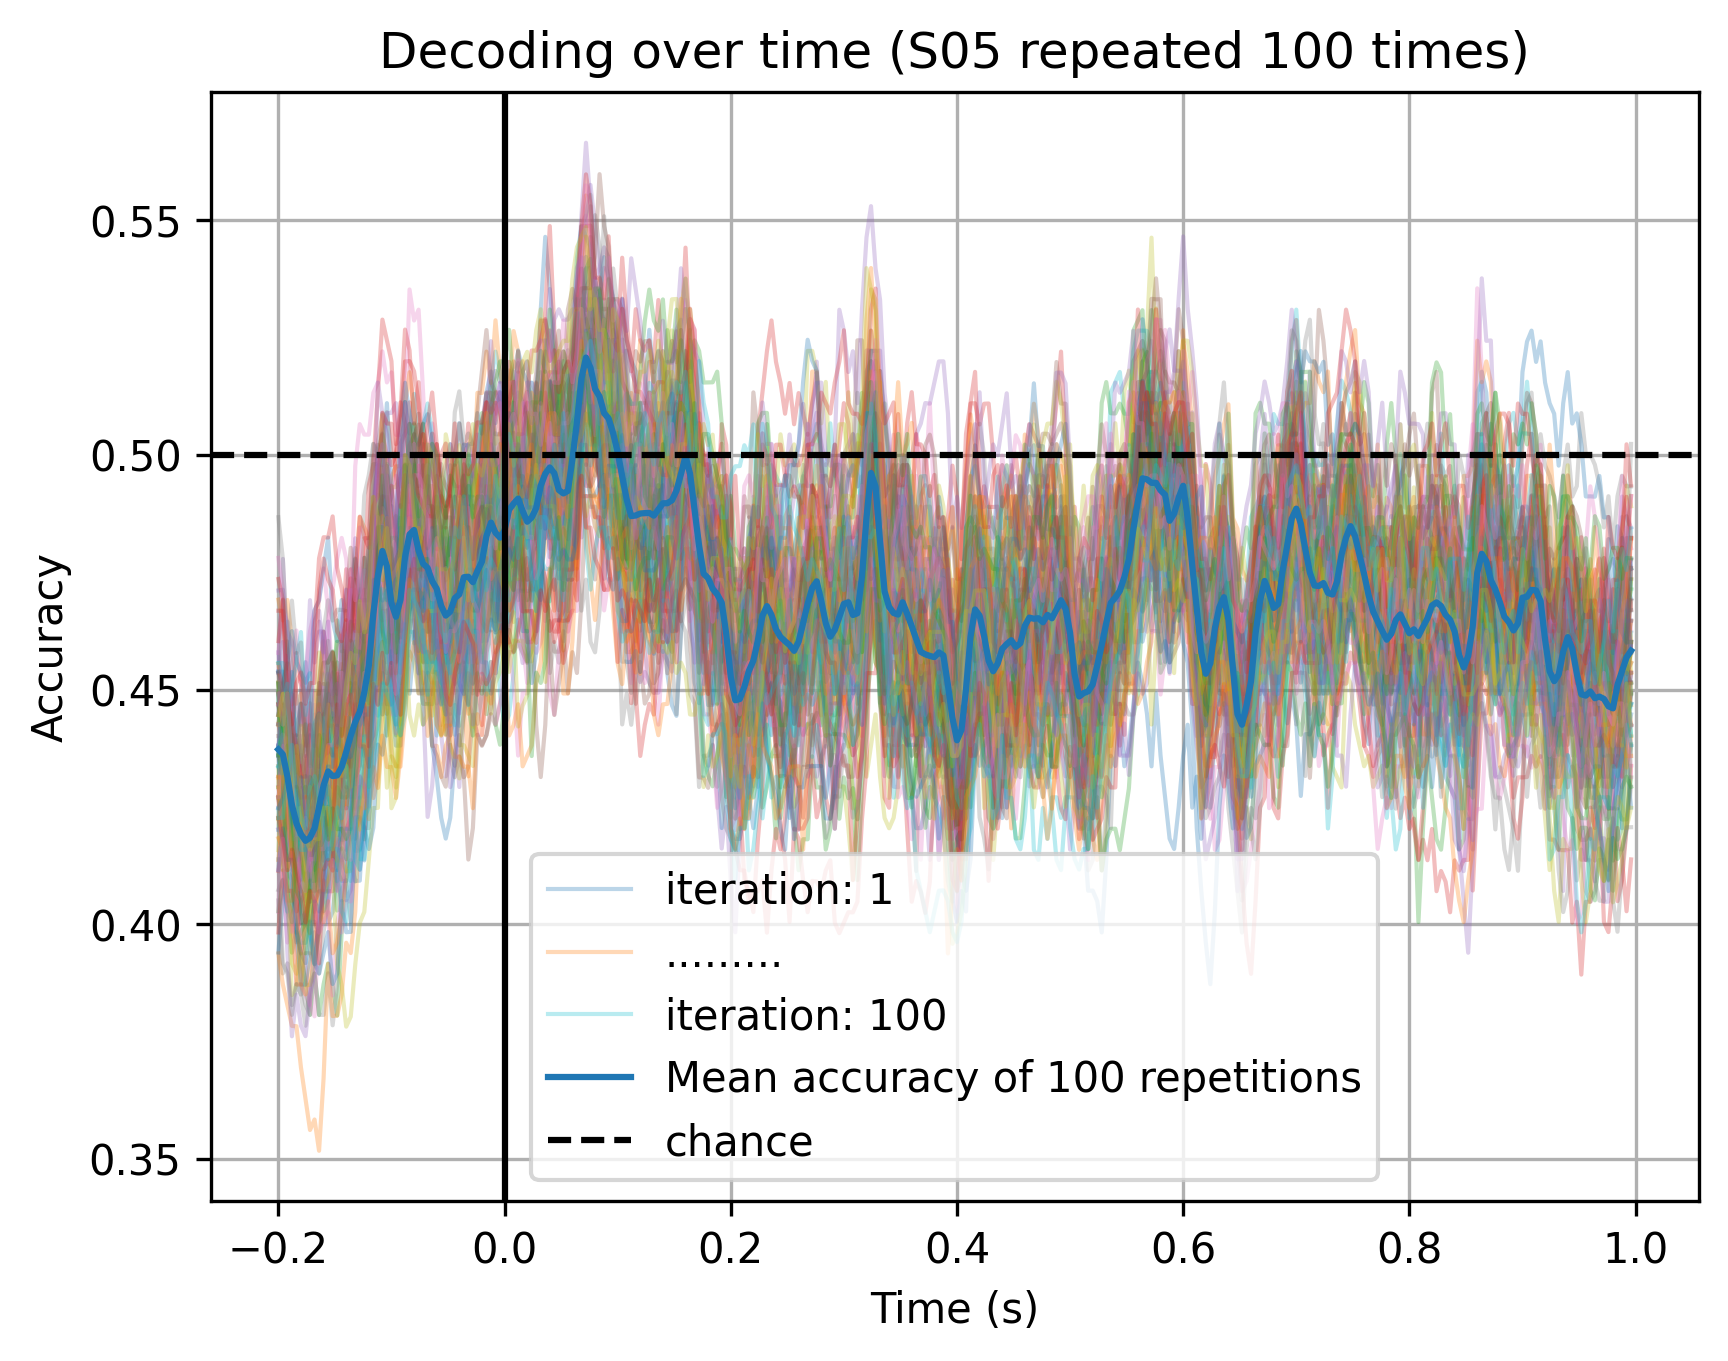 Decoding over time (S05 repeated 100 times)
Accuracy
0.55
0.50
0.45
0.40
0.35
iteration: 1
.........
iteration: 100
Mean accuracy of 100 repetitions
chance
−0.2 0.0 0.2 0.4 0.6 0.8 1.0
Time (s)